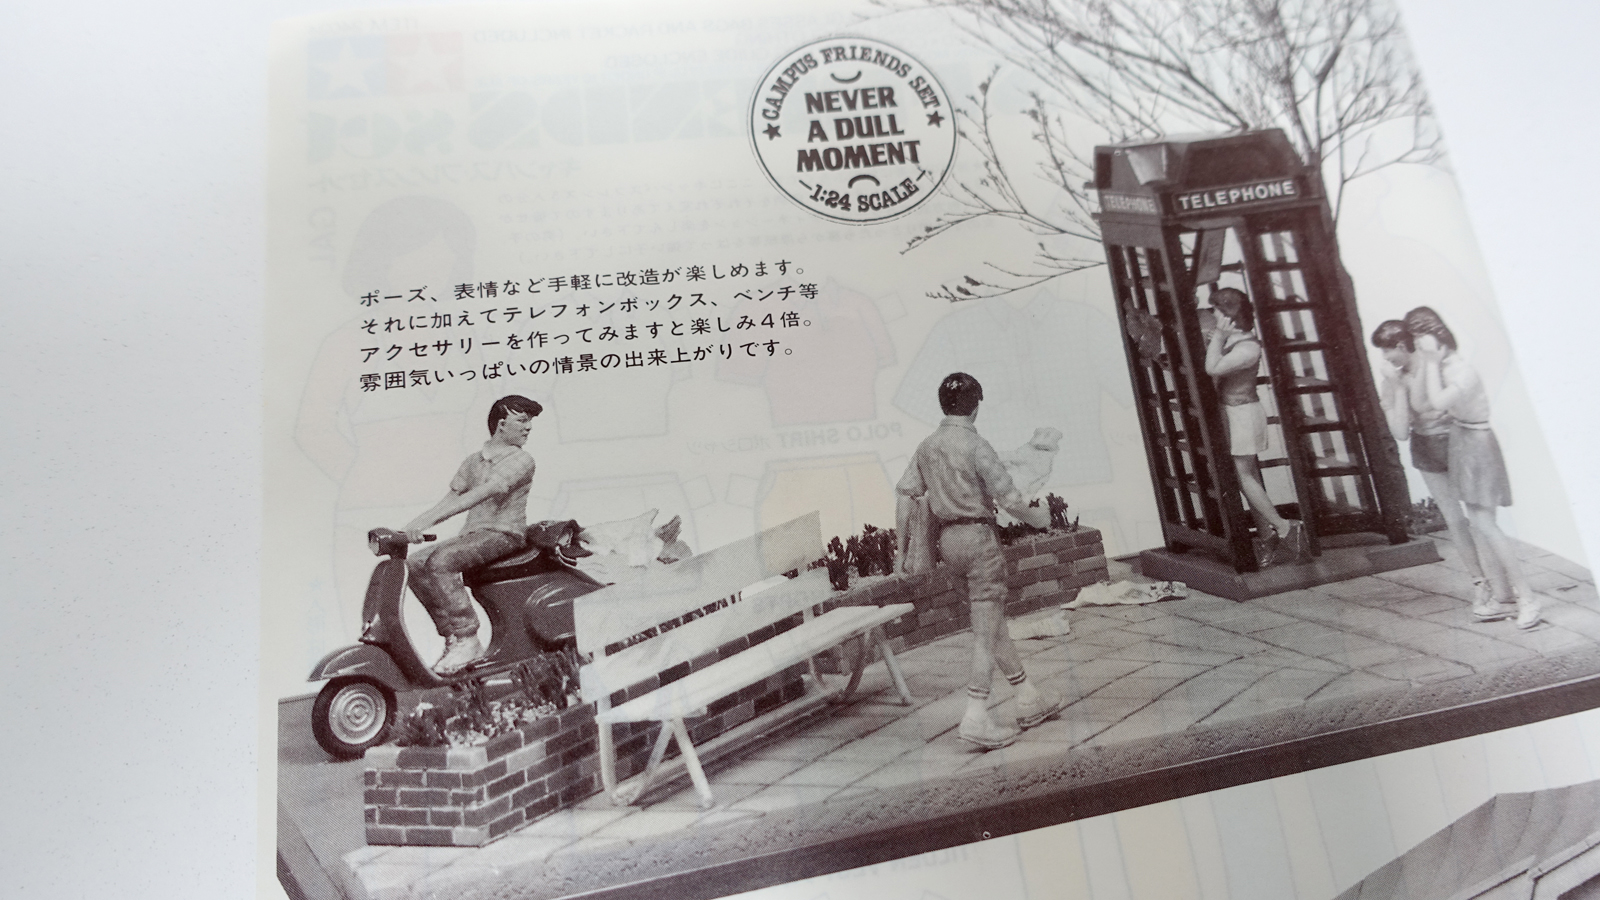 ★CAMPUS FRIENDS SET★
NEVER
A DULL
MOMENT
—1:24 SCALE—
TELEPHONE
TELEPHONE
ポーズ、表情など手軽に改造が楽しめます。
それに加えてテレフォンボックス、ベンチ等
アクセサリーを作ってみますと楽しみ4倍。
雰囲気いっぱいの情景の出来上がりです。